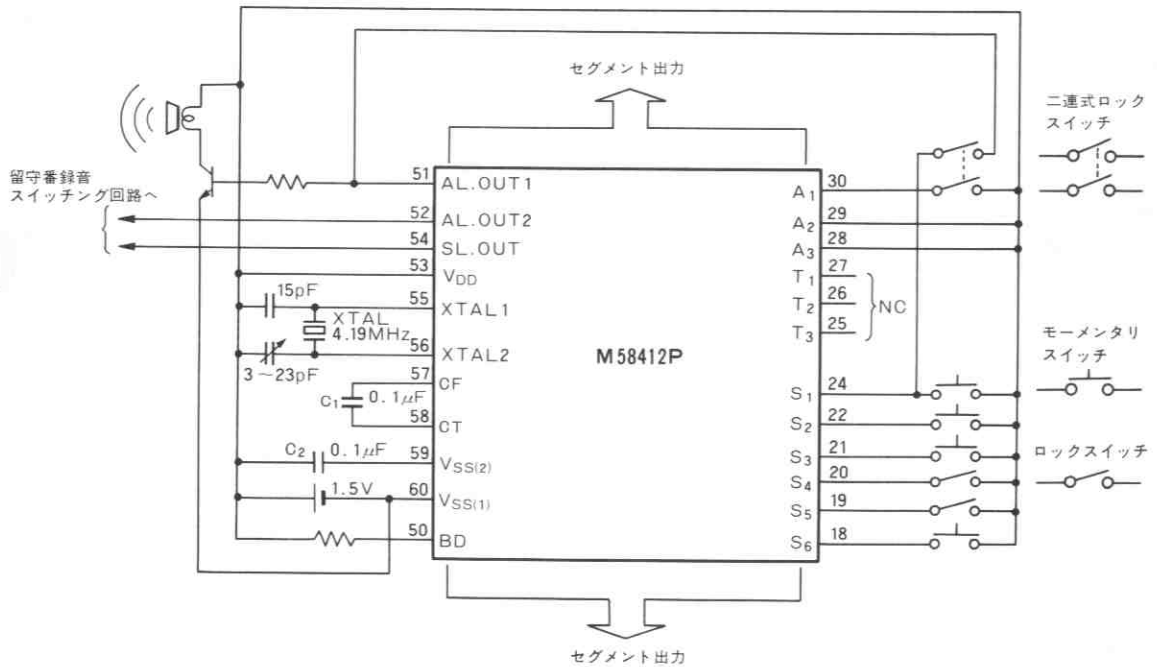 セグメント出力
二連式ロック
スイッチ
留守番録音
スイッチング回路へ
51 AL.OUT1
52 AL.OUT2
54 SL.OUT
53 VDD
15pF
55 XTAL1
XTAL
4.19MHz
56 XTAL2
3～23pF
57 CF
C1 0.1μF
58 CT
C2 0.1μF
59 VSS(2)
1.5V
60 VSS(1)
50 BD
M58412P
A1 30
A2 29
A3 28
T1 27
T2 26
T3 25
NC
S1 24
S2 22
S3 21
S4 20
S5 19
S6 18
モーメンタリ
スイッチ
ロックスイッチ
セグメント出力